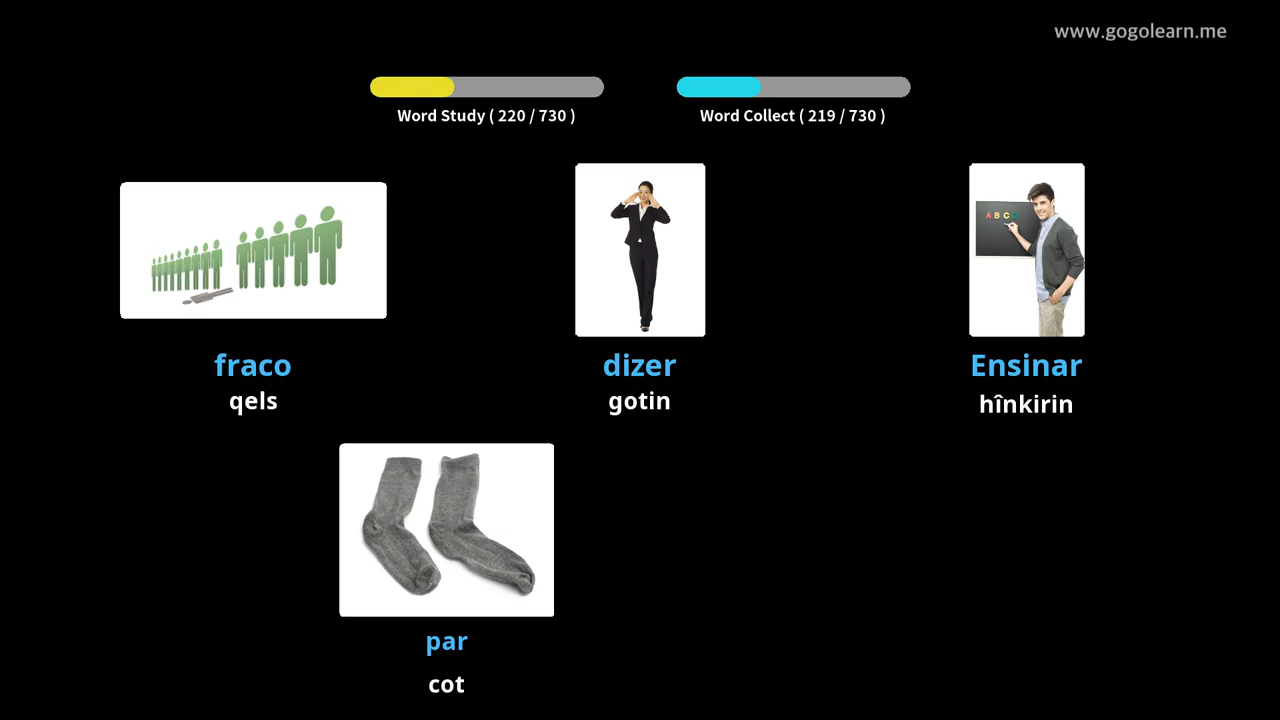 www.gogolearn.me
Word Study ( 220 / 730 )
Word Collect ( 219 / 730 )
A B C D
fraco
qels
dizer
gotin
Ensinar
hînkirin
par
cot